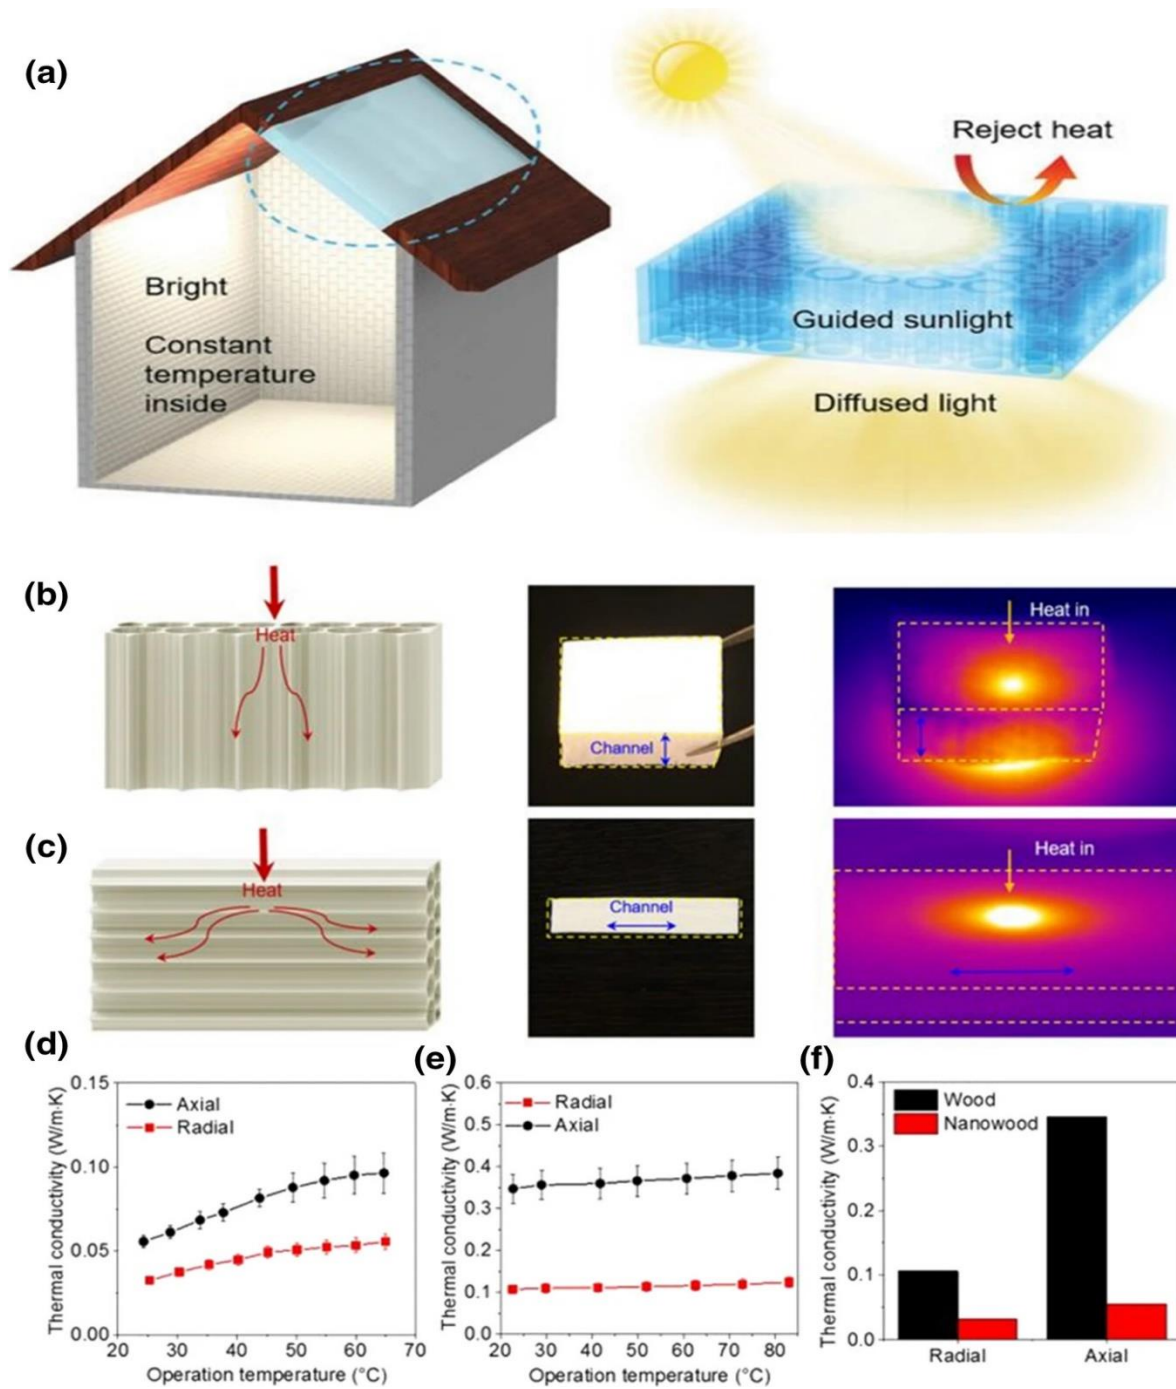 (a)
Bright
Constant
temperature
inside
Reject heat
Guided sunlight
Diffused light
(b)
Heat
Channel
Heat in
(c)
Heat
Channel
Heat in
(d)
Thermal conductivity (W/m·K)
0.15
0.10
0.05
0.00
Axial
Radial
20 30 40 50 60 70
Operation temperature (°C)
(e)
Thermal conductivity (W/m·K)
0.6
0.5
0.4
0.3
0.2
0.1
0.0
Radial
Axial
20 30 40 50 60 70 80
Operation temperature (°C)
(f)
Thermal conductivity (W/m·K)
0.4
0.3
0.2
0.1
0.0
Wood
Nanowood
Radial Axial